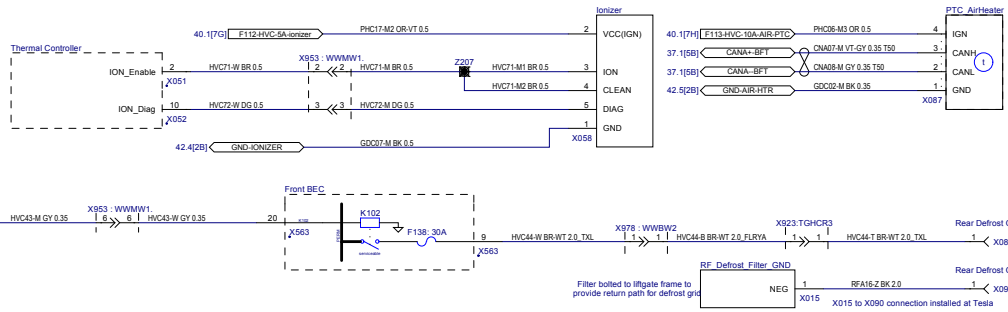 Ionizer
PTC_AirHeater
40.1[7G] F112-HVC-5A-ionizer PHC17-M2 OR-VT 0.5 2 VCC(IGN)
40.1[7H] F113-HVC-10A-AIR-PTC PHC06-M3 OR 0.5 4 IGN
37.1[5B] CANA+-BFT CNA07-M VT-GY 0.35 T50 3 CANH
37.1[5B] CANA--BFT CNA08-M GY 0.35 T50 2 CANL
42.5[2B] GND-AIR-HTR GDC02-M BK 0.35 1 GND
X087
t
Thermal Controller
X953 : WWMW1.
Z207
ION_Enable 2 HVC71-W BR 0.5 2 2 HVC71-M BR 0.5 HVC71-M1 BR 0.5 3 ION
X051
HVC71-M2 BR 0.5 4 CLEAN
ION_Diag 10 HVC72-W DG 0.5 3 3 HVC72-M DG 0.5 5 DIAG
X052
1 GND
X058
42.4[2B] GND-IONIZER GDC07-M BK 0.5
Front BEC
X953 : WWMW1.
HVC43-M GY 0.35 6 6 HVC43-W GY 0.35 20
K102
K102
X563
F138: 30A
serviceable
9
X563
HVC44-W BR-WT 2.0_TXL
X978 : WWBW2
1 1
HVC44-B BR-WT 2.0_FLRYA
X923:TGHCR3
1 1
HVC44-T BR-WT 2.0_TXL 1
Rear Defrost
X08
Filter bolted to liftgate frame to
provide return path for defrost grid
RF_Defrost_Filter_GND
NEG 1
X015
RFA16-Z BK 2.0 1
Rear Defrost
X09
X015 to X090 connection installed at Tesla